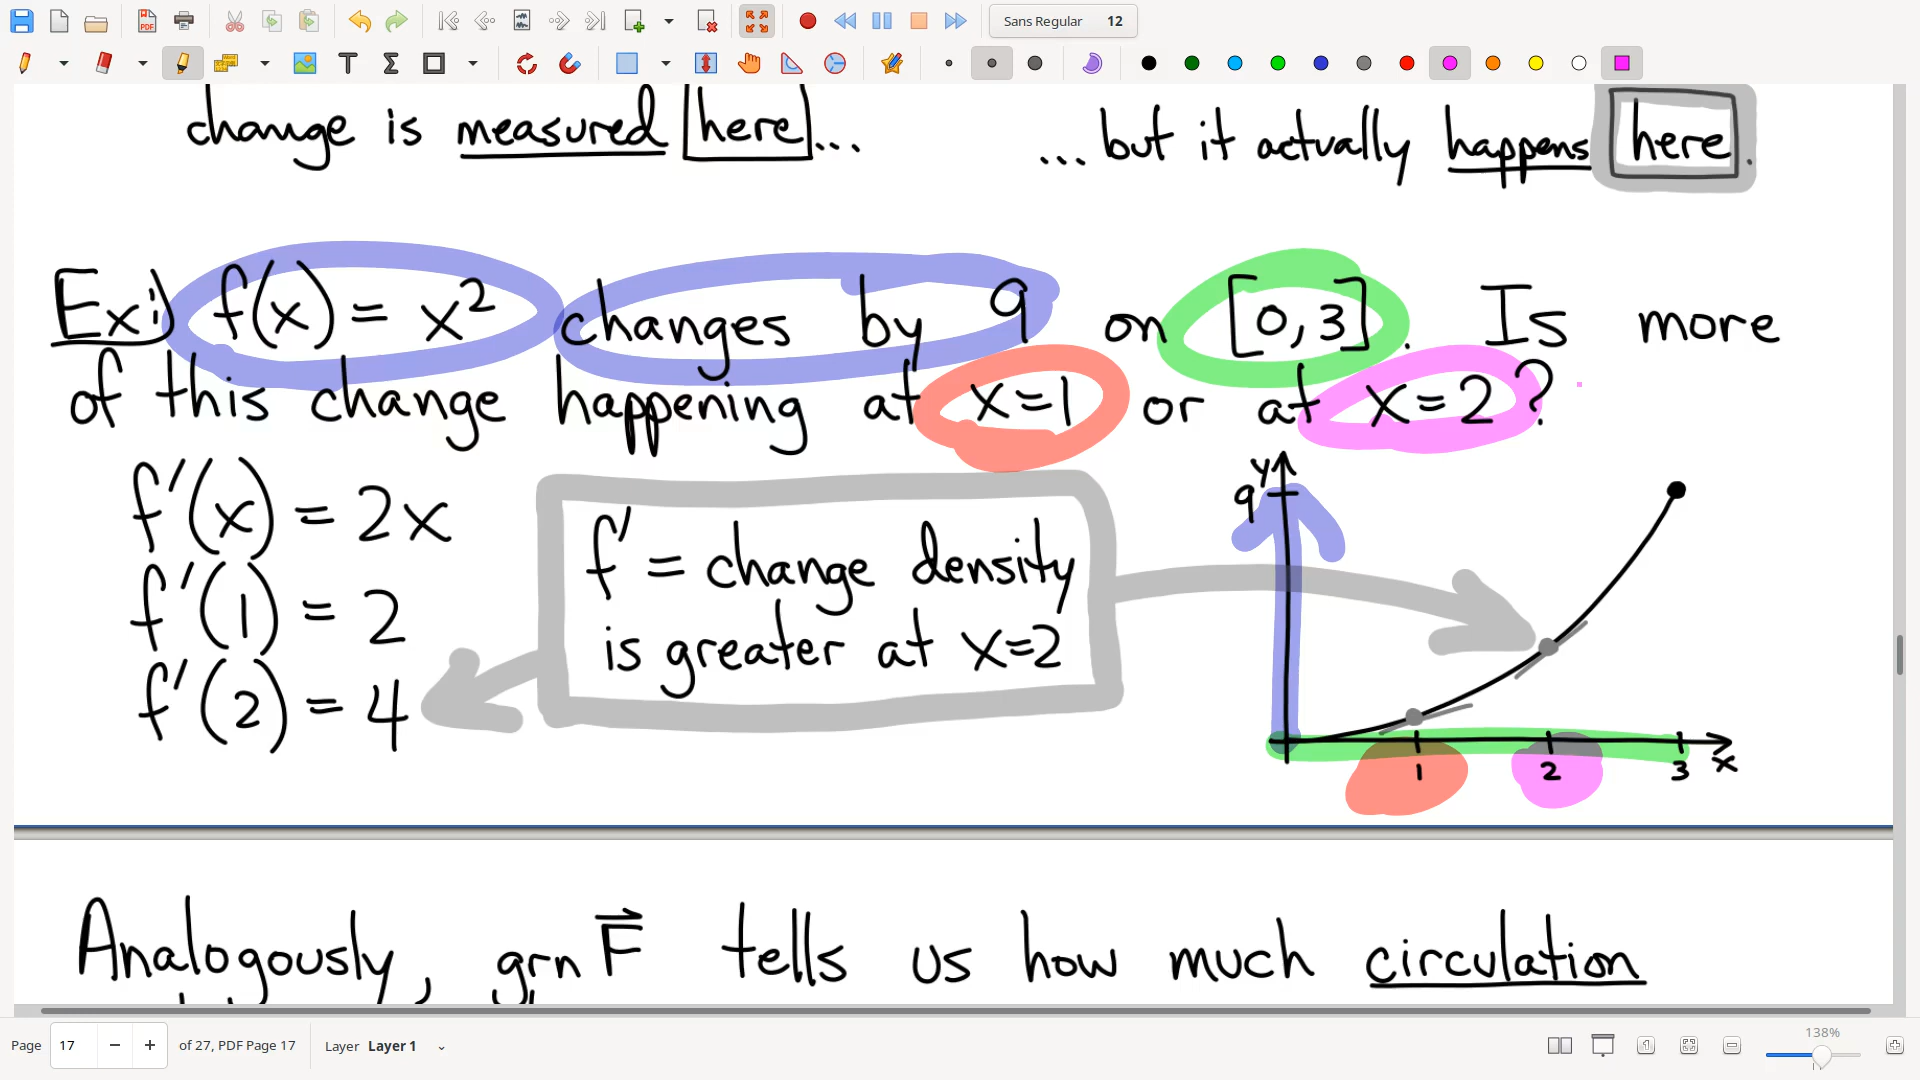 Sans Regular 12
change is measured here... ...but it actually happens here.
Ex:) f(x) = x² changes by 9 on [0,3]. Is more
of this change happening at x=1 or at x=2?
f'(x) = 2x
f'(1) = 2
f'(2) = 4
f' = change density
is greater at x=2
y
9
1 2 3 x
Analogously, grn F⃗ tells us how much circulation
Page 17 of 27, PDF Page 17 Layer Layer 1 138%